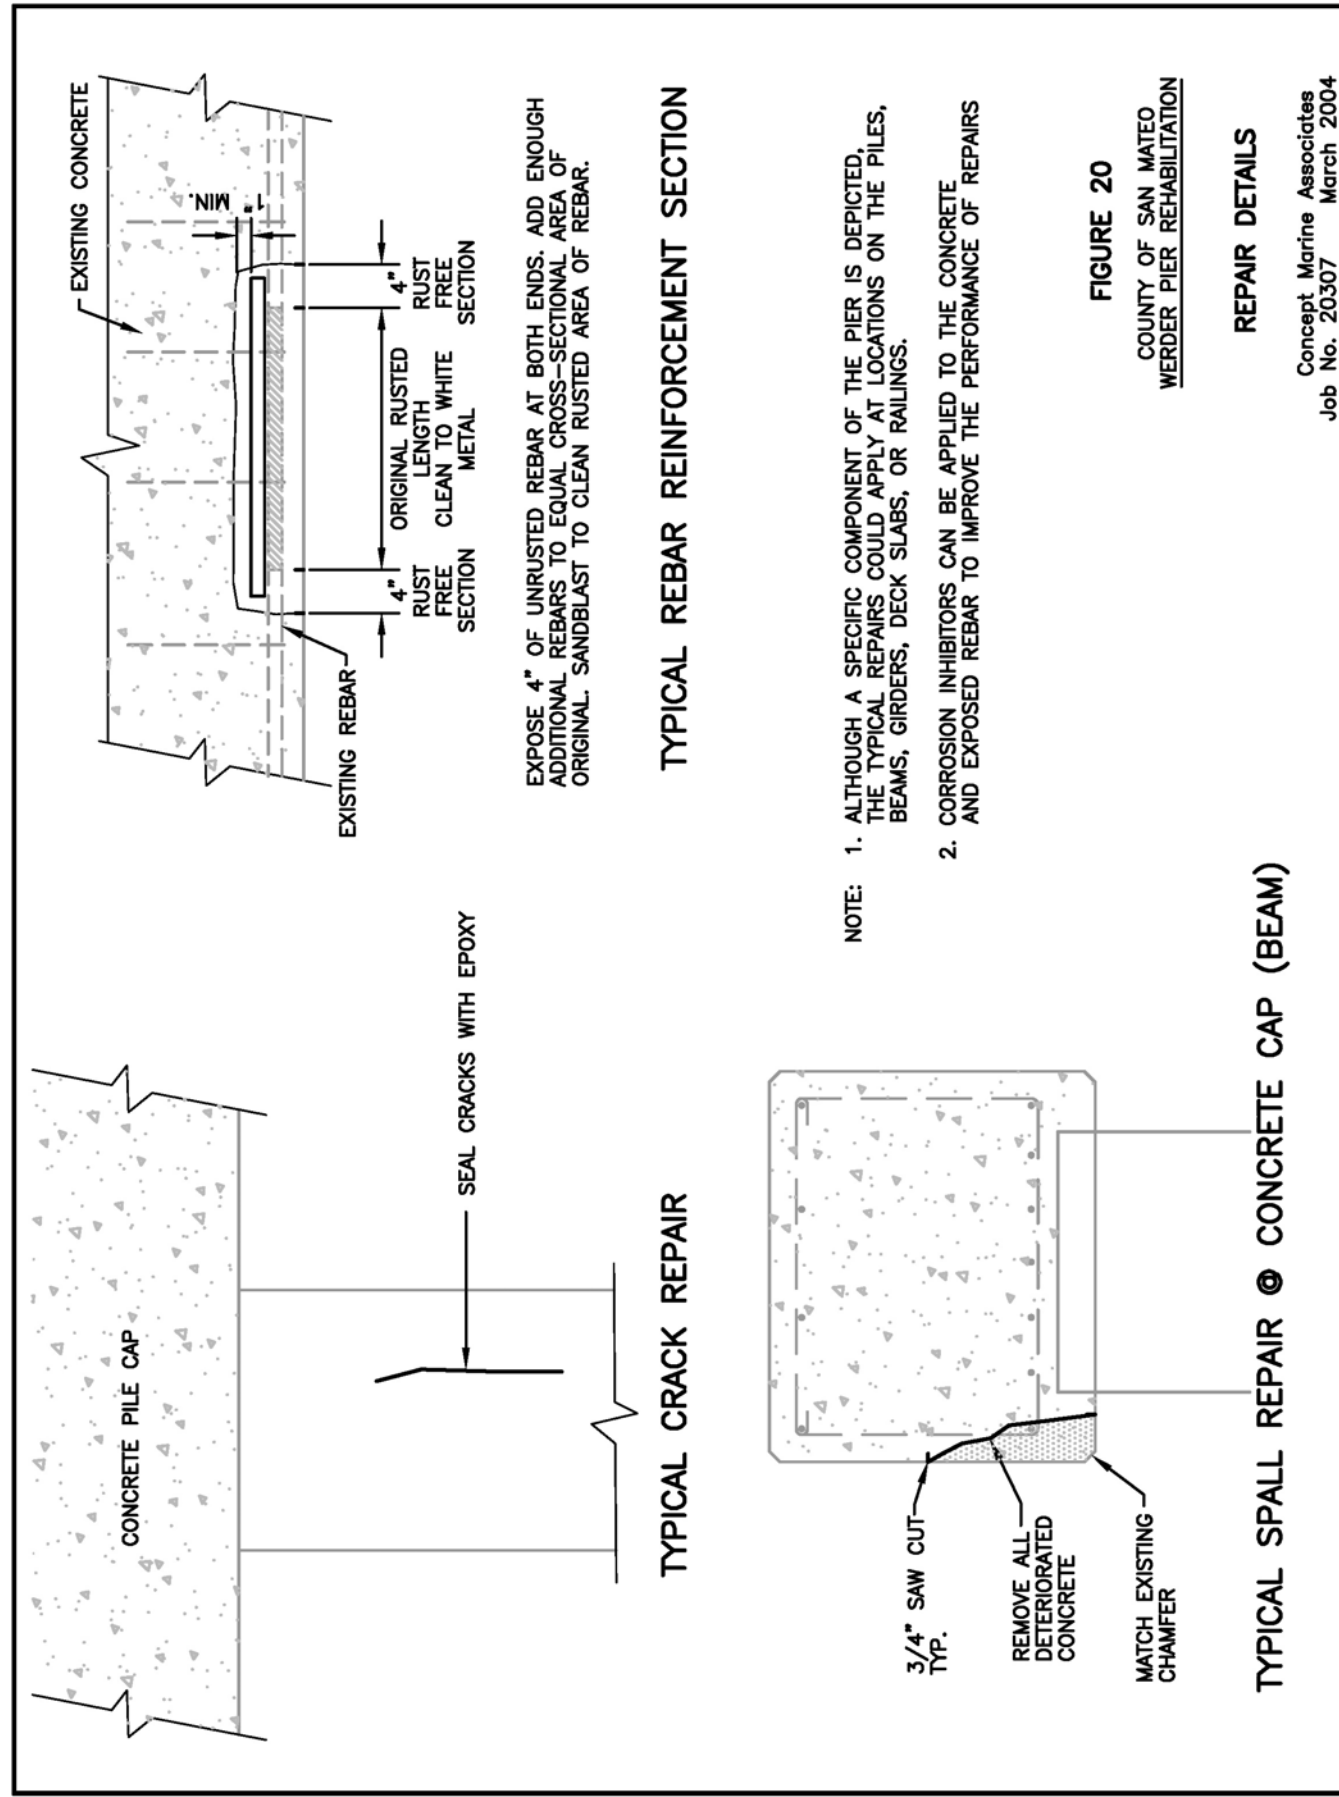 CONCRETE PILE CAP
SEAL CRACKS WITH EPOXY
TYPICAL CRACK REPAIR
EXISTING CONCRETE
1"
MIN.
EXISTING REBAR
4"
RUST
FREE
SECTION
ORIGINAL RUSTED
LENGTH
CLEAN TO WHITE
METAL
4"
RUST
FREE
SECTION
EXPOSE 4" OF UNRUSTED REBAR AT BOTH ENDS. ADD ENOUGH
ADDITIONAL REBARS TO EQUAL CROSS-SECTIONAL AREA OF
ORIGINAL. SANDBLAST TO CLEAN RUSTED AREA OF REBAR.
TYPICAL REBAR REINFORCEMENT SECTION
3/4" SAW CUT
TYP.
REMOVE ALL
DETERIORATED
CONCRETE
MATCH EXISTING
CHAMFER
TYPICAL SPALL REPAIR @ CONCRETE CAP (BEAM)
NOTE: 1. ALTHOUGH A SPECIFIC COMPONENT OF THE PIER IS DEPICTED,
THE TYPICAL REPAIRS COULD APPLY AT LOCATIONS ON THE PILES,
BEAMS, GIRDERS, DECK SLABS, OR RAILINGS.
2. CORROSION INHIBITORS CAN BE APPLIED TO THE CONCRETE
AND EXPOSED REBAR TO IMPROVE THE PERFORMANCE OF REPAIRS
FIGURE 20
COUNTY OF SAN MATEO
WERDER PIER REHABILITATION
REPAIR DETAILS
Concept Marine Associates
Job No. 20307 March 2004